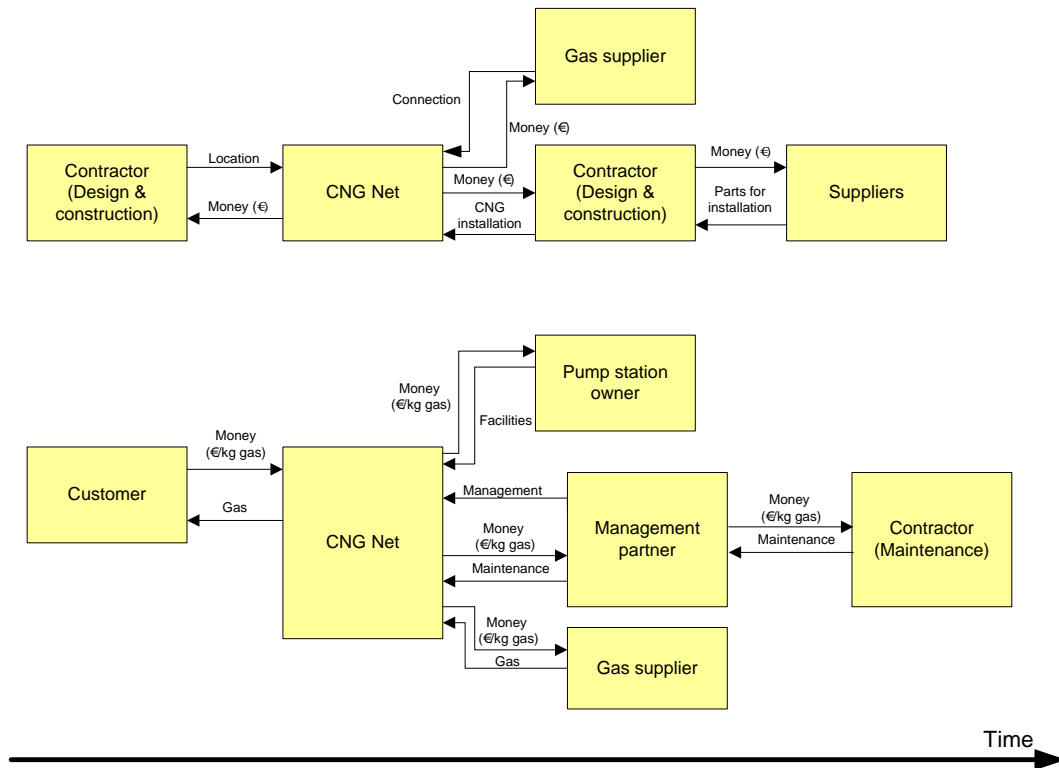 Gas supplier
Connection
Money (€)
Contractor
(Design &
construction)
Location
Money (€)
CNG Net
Money (€)
CNG
installation
Contractor
(Design &
construction)
Money (€)
Parts for
installation
Suppliers
Pump station
owner
Money
(€/kg gas)
Facilities
Customer
Money
(€/kg gas)
Gas
CNG Net
Management
Money
(€/kg gas)
Maintenance
Management
partner
Money
(€/kg gas)
Maintenance
Contractor
(Maintenance)
Money
(€/kg gas)
Gas
Gas supplier
Time